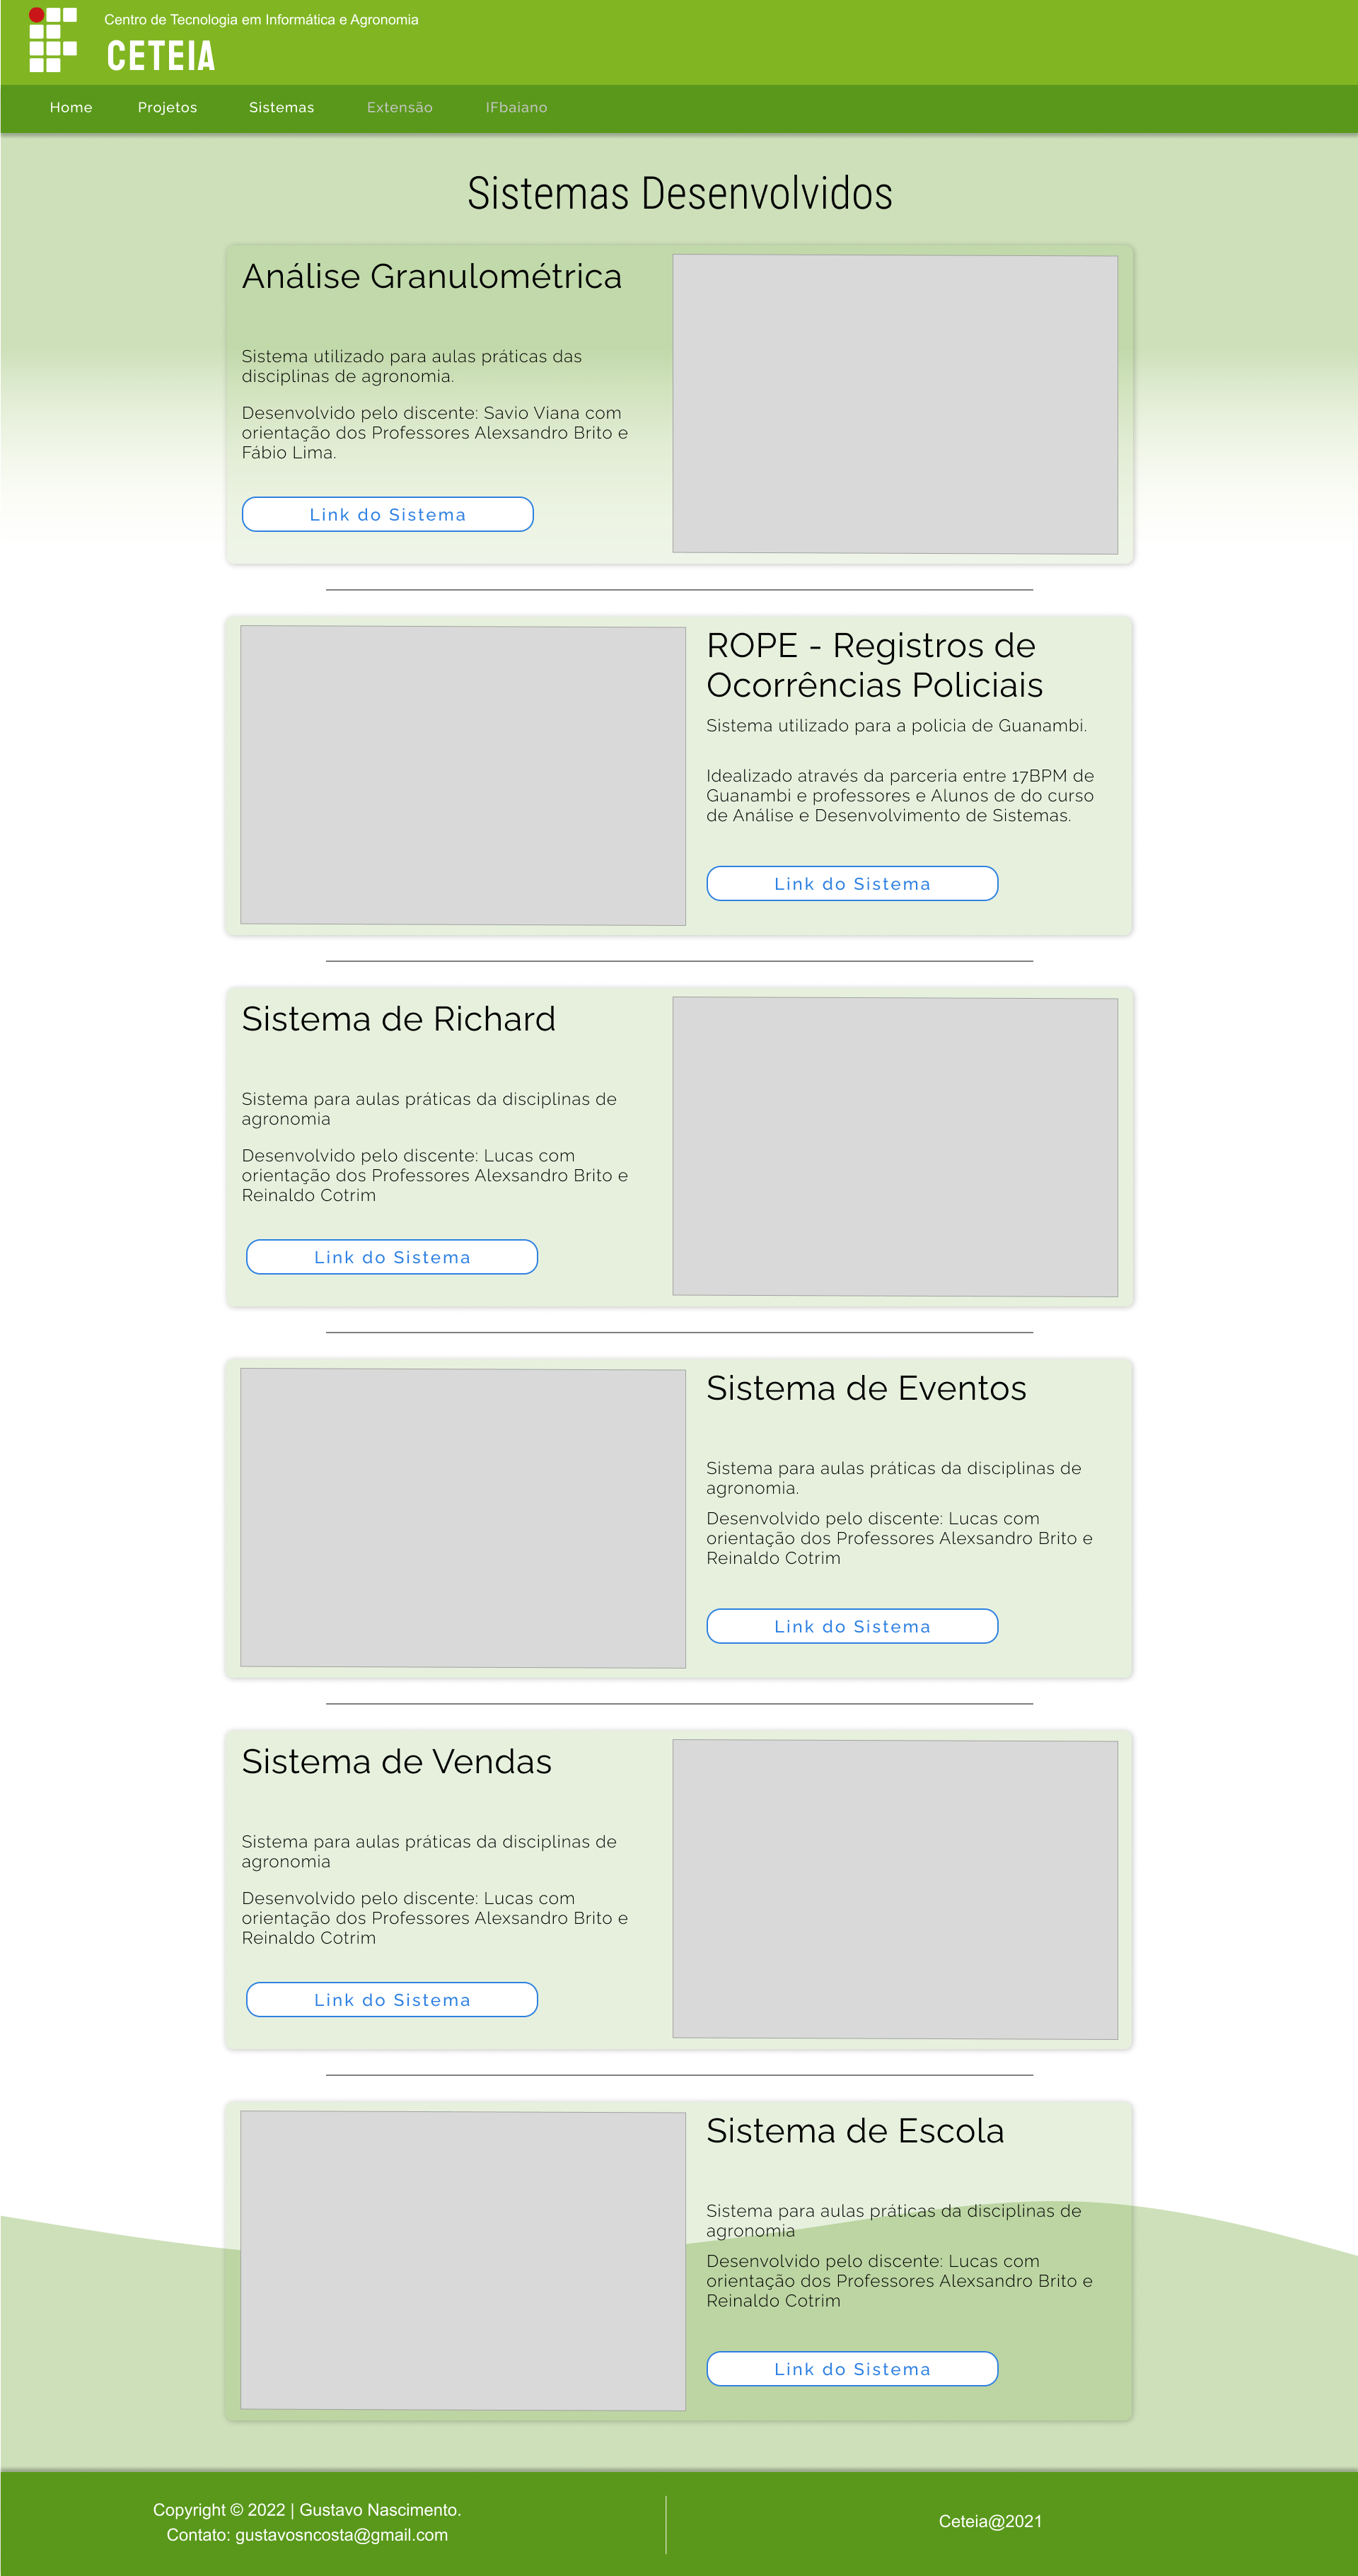 Centro de Tecnologia em Informática e Agronomia
CETEIA
Home Projetos Sistemas Extensão IFbaiano
Sistemas Desenvolvidos
Análise Granulométrica
Sistema utilizado para aulas práticas das
disciplinas de agronomia.
Desenvolvido pelo discente: Savio Viana com
orientação dos Professores Alexsandro Brito e
Fábio Lima.
Link do Sistema
ROPE - Registros de
Ocorrências Policiais
Sistema utilizado para a policia de Guanambi.
Idealizado através da parceria entre 17BPM de
Guanambi e professores e Alunos de do curso
de Análise e Desenvolvimento de Sistemas.
Link do Sistema
Sistema de Richard
Sistema para aulas práticas da disciplinas de
agronomia
Desenvolvido pelo discente: Lucas com
orientação dos Professores Alexsandro Brito e
Reinaldo Cotrim
Link do Sistema
Sistema de Eventos
Sistema para aulas práticas da disciplinas de
agronomia.
Desenvolvido pelo discente: Lucas com
orientação dos Professores Alexsandro Brito e
Reinaldo Cotrim
Link do Sistema
Sistema de Vendas
Sistema para aulas práticas da disciplinas de
agronomia
Desenvolvido pelo discente: Lucas com
orientação dos Professores Alexsandro Brito e
Reinaldo Cotrim
Link do Sistema
Sistema de Escola
Sistema para aulas práticas da disciplinas de
agronomia
Desenvolvido pelo discente: Lucas com
orientação dos Professores Alexsandro Brito e
Reinaldo Cotrim
Link do Sistema
Copyright © 2022 | Gustavo Nascimento.
Contato: gustavosncosta@gmail.com
Ceteia@2021